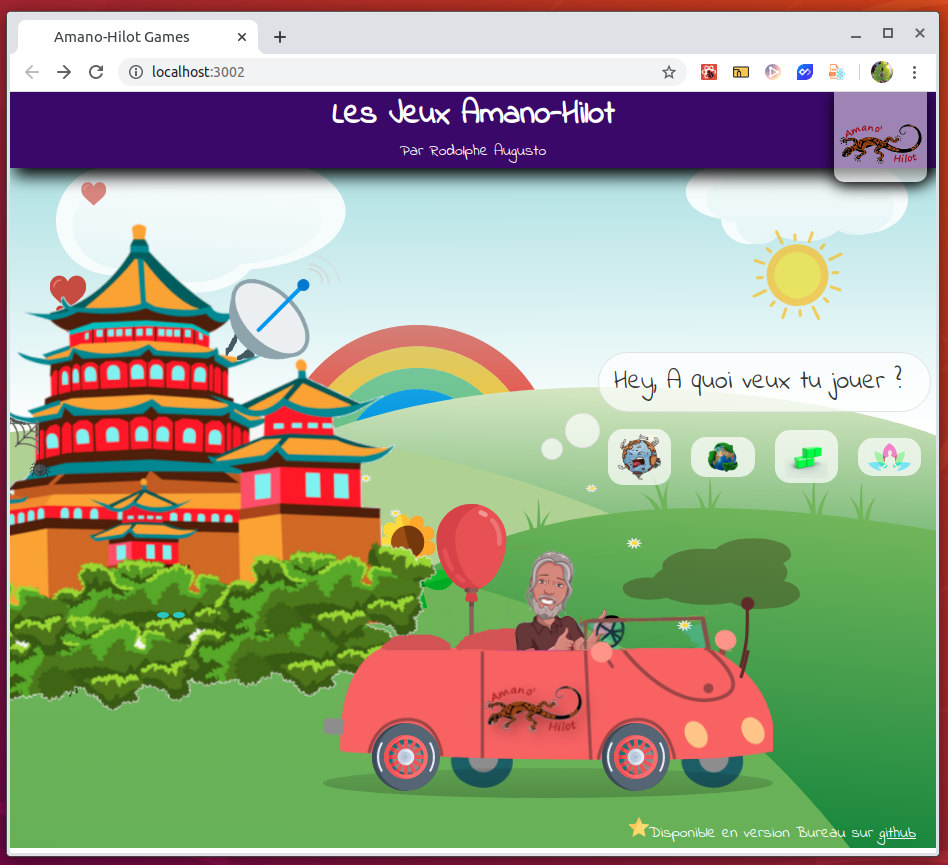 Amano-Hilot Games
localhost:3002
Les Jeux Amano-Hilot
Par Rodolphe Augusto
Amano'
Hilot
Hey, A quoi veux tu jouer ?
Amano'
Hilot
Disponible en version Bureau sur github